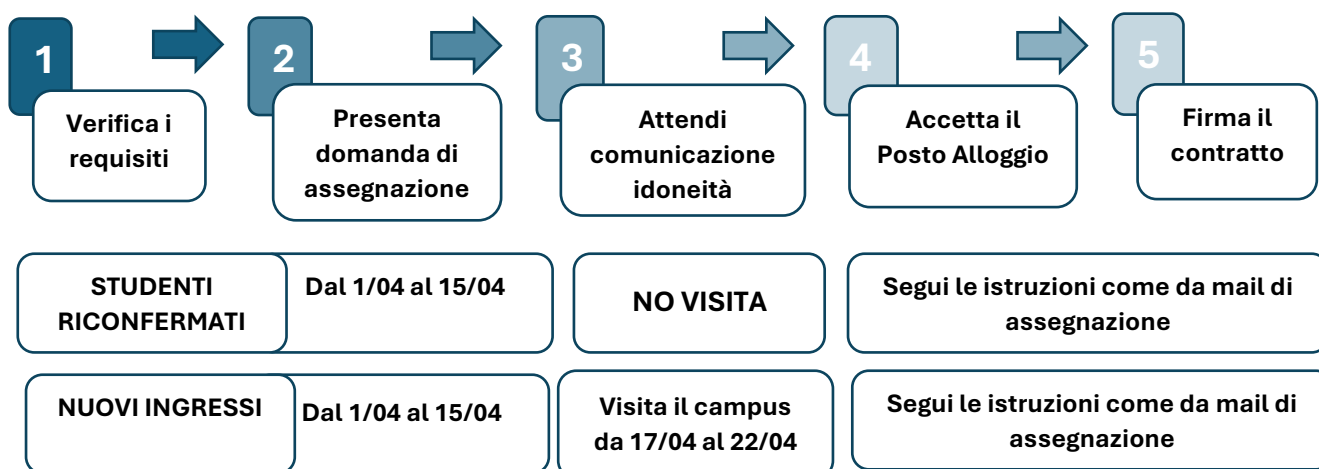 1
Verifica i
requisiti
2
Presenta
domanda di
assegnazione
3
Attendi
comunicazione
idoneità
4
Accetta il
Posto Alloggio
5
Firma il
contratto
STUDENTI
RICONFERMATI
Dal 1/04 al 15/04
NO VISITA
Segui le istruzioni come da mail di
assegnazione
NUOVI INGRESSI
Dal 1/04 al 15/04
Visita il campus
da 17/04 al 22/04
Segui le istruzioni come da mail di
assegnazione